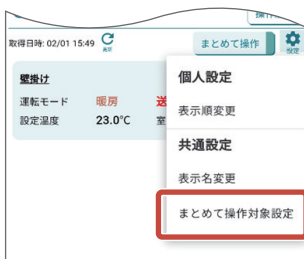 取得日時: 02/01 15:49
更新
まとめて操作
設定
壁掛け
運転モード 暖房
設定温度 23.0℃ 室
個人設定
表示順変更
共通設定
表示名変更
まとめて操作対象設定